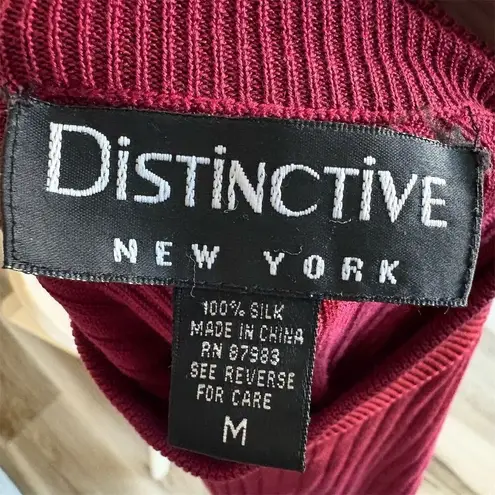 DiSTiNCTiVE
NEW YORK
100% SILK
MADE IN CHINA
RN 87983
SEE REVERSE
FOR CARE
M